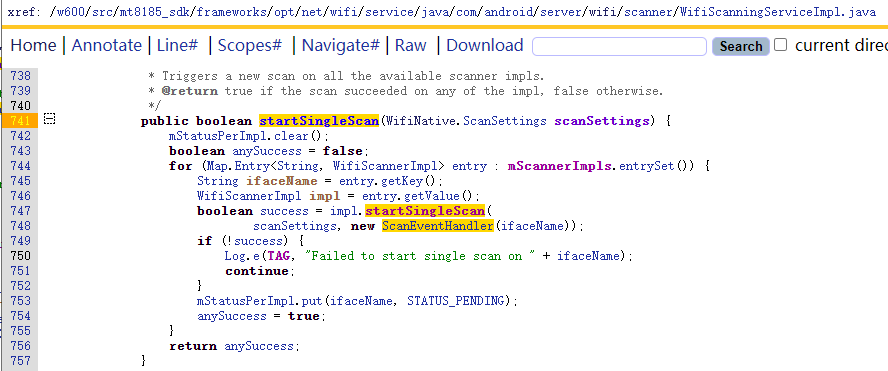 xref: /w600/src/mt8185_sdk/frameworks/opt/net/wifi/service/java/com/android/server/wifi/scanner/WifiScanningServiceImpl.java
Home | Annotate | Line# | Scopes# | Navigate# | Raw | Download Search current direc
738 * Triggers a new scan on all the available scanner impls.
739 * @return true if the scan succeeded on any of the impl, false otherwise.
740 */
741 public boolean startSingleScan(WifiNative.ScanSettings scanSettings) {
742 mStatusPerImpl.clear();
743 boolean anySuccess = false;
744 for (Map.Entry<String, WifiScannerImpl> entry : mScannerImpls.entrySet()) {
745 String ifaceName = entry.getKey();
746 WifiScannerImpl impl = entry.getValue();
747 boolean success = impl.startSingleScan(
748 scanSettings, new ScanEventHandler(ifaceName));
749 if (!success) {
750 Log.e(TAG, "Failed to start single scan on " + ifaceName);
751 continue;
752 }
753 mStatusPerImpl.put(ifaceName, STATUS_PENDING);
754 anySuccess = true;
755 }
756 return anySuccess;
757 }